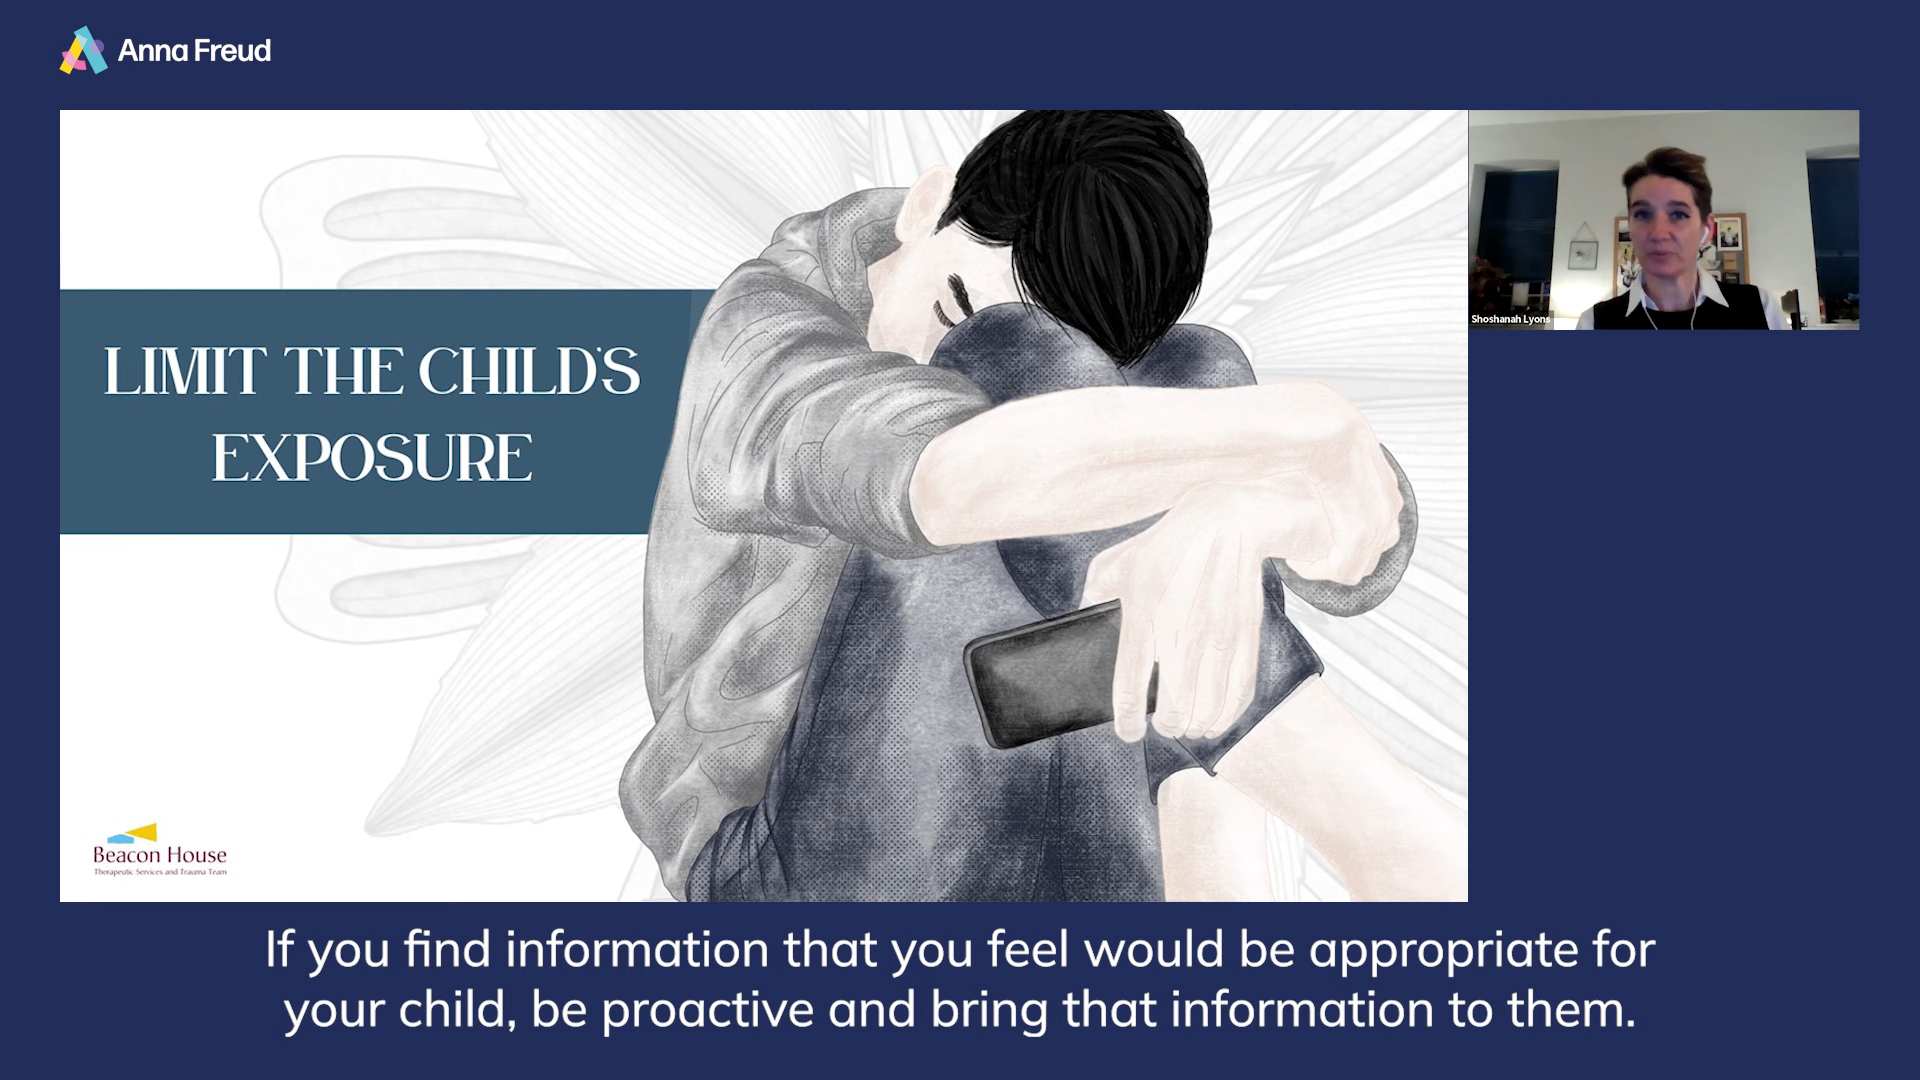 Anna Freud
LIMIT THE CHILD'S
EXPOSURE
Shoshanah Lyons
Beacon House
Therapeutic Services and Trauma Team
If you find information that you feel would be appropriate for
your child, be proactive and bring that information to them.